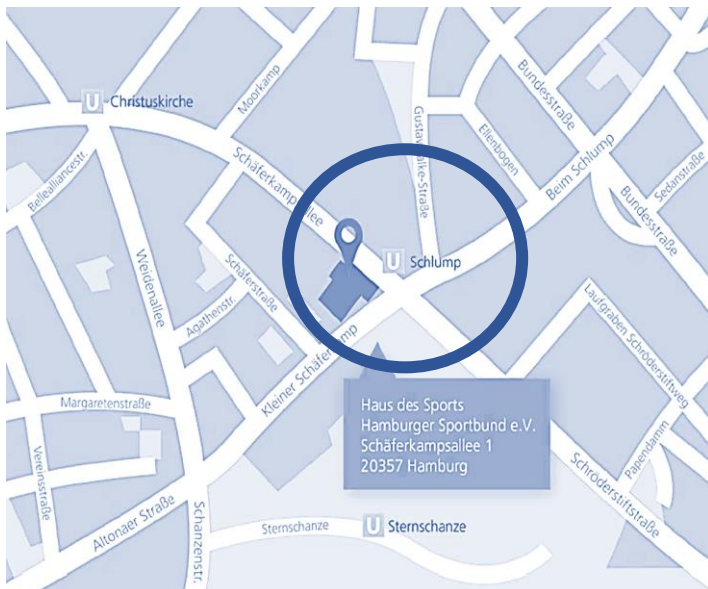 U Christuskirche
Moorkamp
Bellealliancestr.
Schäferkampsallee
Gustav-Falke-Straße
Ellenbogen
Bundesstraße
Beim Schlump
Bundesstraße
Sedanstraße
Weidenallee
Schäferstraße
Agathenstr.
U Schlump
Kleiner Schäferkamp
Laufgraben
Schröderstiftweg
Margaretenstraße
Vereinsstraße
Haus des Sports
Hamburger Sportbund e.V.
Schäferkampsallee 1
20357 Hamburg
Papendamm
Schröderstiftstraße
Altonaer Straße
Schanzenstr.
Sternschanze
U Sternschanze